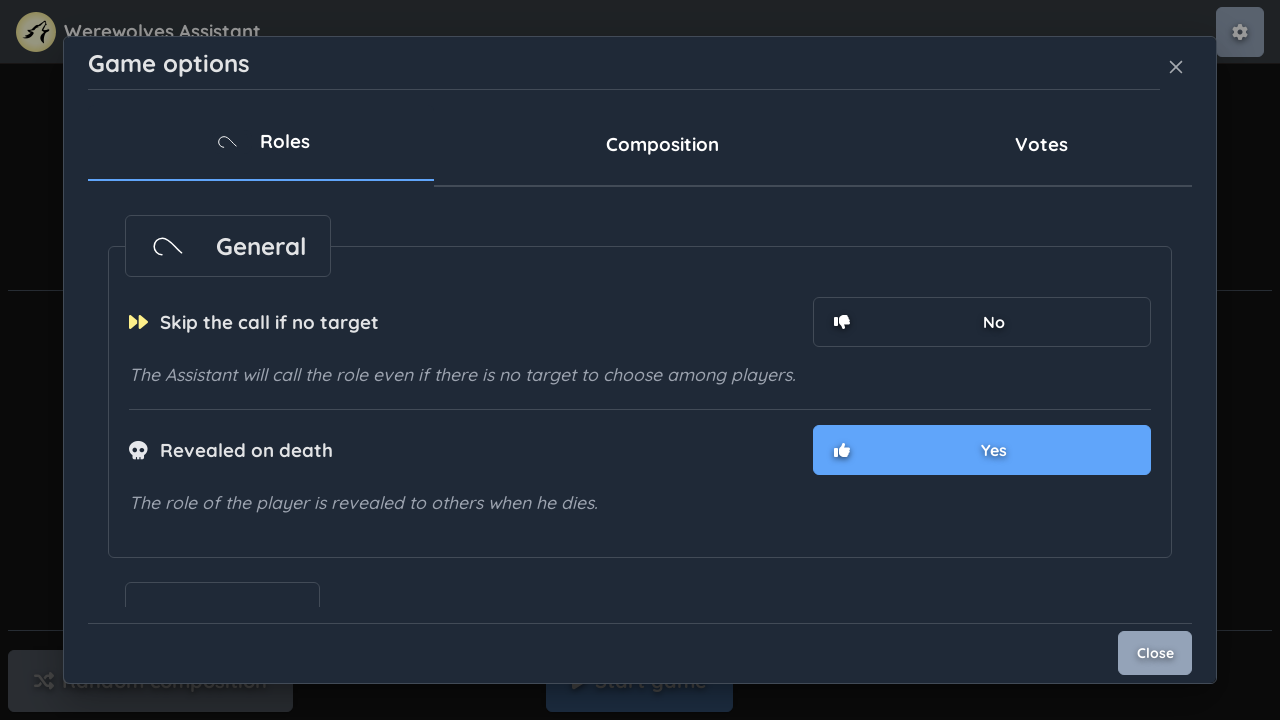 Werewolves Assistant
Game options
Roles
Composition
Votes
General
Skip the call if no target
No
The Assistant will call the role even if there is no target to choose among players.
Revealed on death
Yes
The role of the player is revealed to others when he dies.
Close
Random composition
Start game